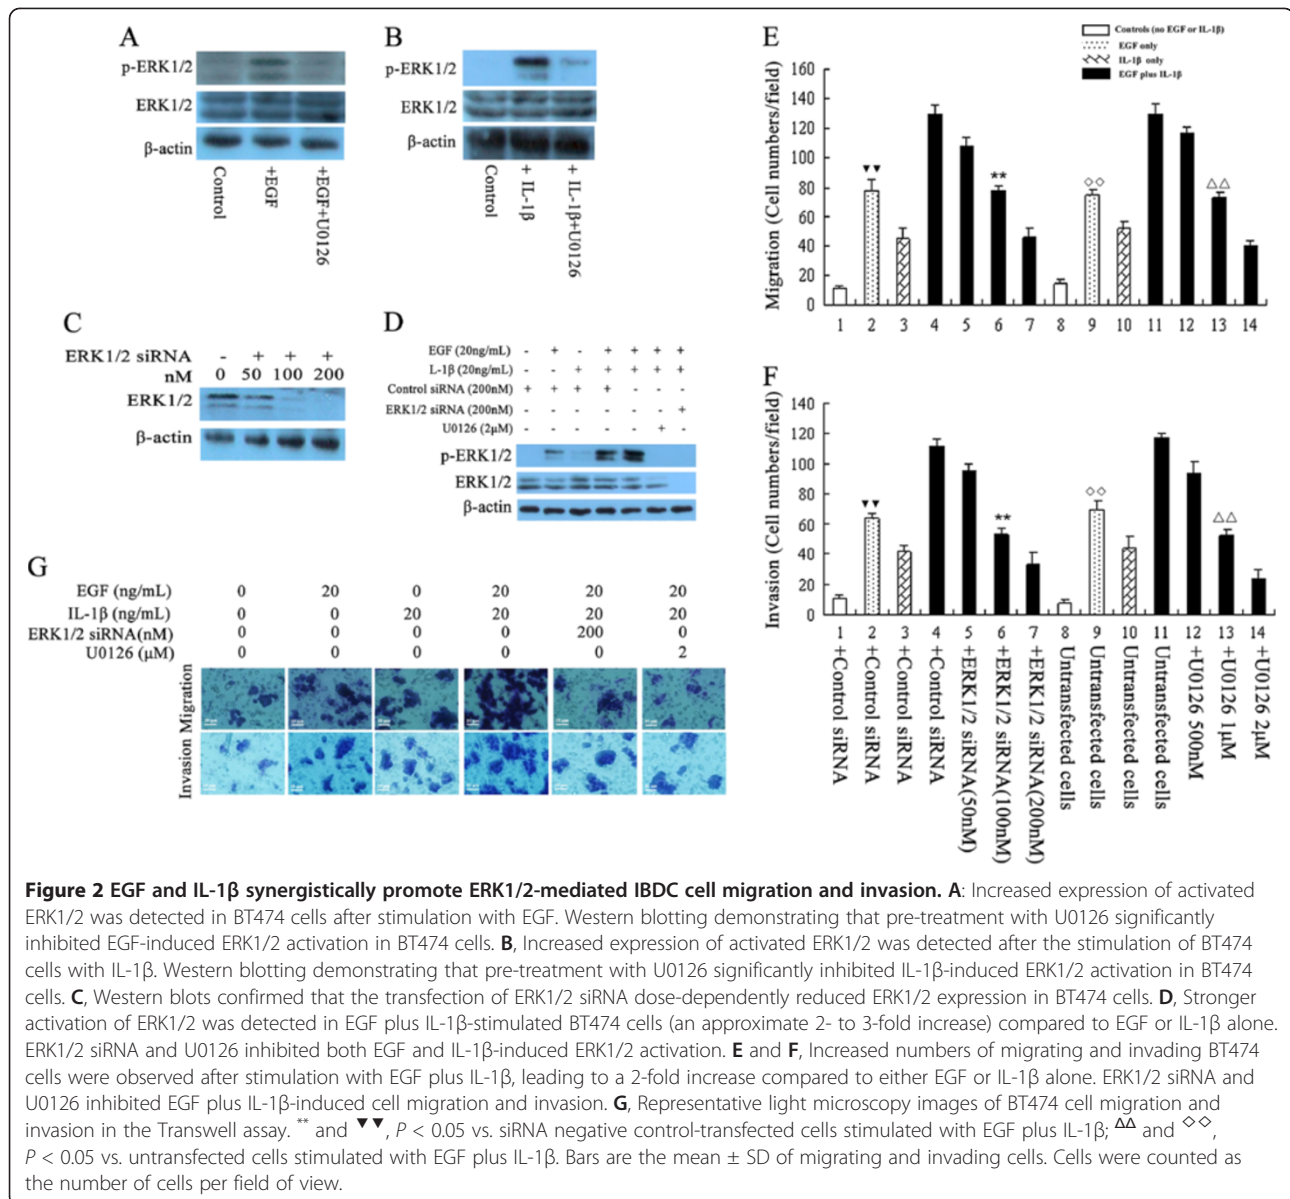 A
p-ERK1/2
ERK1/2
β-actin
Control
+EGF
+EGF+U0126
B
p-ERK1/2
ERK1/2
β-actin
Control
+ IL-1β
+ IL-1β+U0126
C
ERK1/2 siRNA - + + +
nM 0 50 100 200
ERK1/2
β-actin
D
EGF (20ng/mL) - + - + + + +
L-1β (20ng/mL) - - + + + + +
Control siRNA (200nM) + + + + - - -
ERK1/2 siRNA (200nM) - - - - - - +
U0126 (2μM) - - - - - + -
p-ERK1/2
ERK1/2
β-actin
E
Controls (no EGF or IL-1β)
EGF only
IL-1β only
EGF plus IL-1β
Migration (Cell numbers/field)
160
140
120
100
80
60
40
20
0
▼▼
**
◇◇
△△
1 2 3 4 5 6 7 8 9 10 11 12 13 14
F
Invasion (Cell numbers/field)
140
120
100
80
60
40
20
0
▼▼
**
◇◇
△△
1 2 3 4 5 6 7 8 9 10 11 12 13 14
+Control siRNA
+Control siRNA
+Control siRNA
+Control siRNA
+ERK1/2 siRNA(50nM)
+ERK1/2 siRNA(100nM)
+ERK1/2 siRNA(200nM)
Untransfected cells
Untransfected cells
Untransfected cells
Untransfected cells
+U0126 500nM
+U0126 1μM
+U0126 2μM
G
EGF (ng/mL) 0 20 0 20 20 20
IL-1β (ng/mL) 0 0 20 20 20 20
ERK1/2 siRNA(nM) 0 0 0 0 200 0
U0126 (μM) 0 0 0 0 0 2
Migration
Invasion
Figure 2 EGF and IL-1β synergistically promote ERK1/2-mediated IBDC cell migration and invasion. A: Increased expression of activated
ERK1/2 was detected in BT474 cells after stimulation with EGF. Western blotting demonstrating that pre-treatment with U0126 significantly
inhibited EGF-induced ERK1/2 activation in BT474 cells. B, Increased expression of activated ERK1/2 was detected after the stimulation of BT474
cells with IL-1β. Western blotting demonstrating that pre-treatment with U0126 significantly inhibited IL-1β-induced ERK1/2 activation in BT474
cells. C, Western blots confirmed that the transfection of ERK1/2 siRNA dose-dependently reduced ERK1/2 expression in BT474 cells. D, Stronger
activation of ERK1/2 was detected in EGF plus IL-1β-stimulated BT474 cells (an approximate 2- to 3-fold increase) compared to EGF or IL-1β alone.
ERK1/2 siRNA and U0126 inhibited both EGF and IL-1β-induced ERK1/2 activation. E and F, Increased numbers of migrating and invading BT474
cells were observed after stimulation with EGF plus IL-1β, leading to a 2-fold increase compared to either EGF or IL-1β alone. ERK1/2 siRNA and
U0126 inhibited EGF plus IL-1β-induced cell migration and invasion. G, Representative light microscopy images of BT474 cell migration and
invasion in the Transwell assay. ** and ▼▼, P < 0.05 vs. siRNA negative control-transfected cells stimulated with EGF plus IL-1β; ΔΔ and ◇◇,
P < 0.05 vs. untransfected cells stimulated with EGF plus IL-1β. Bars are the mean ± SD of migrating and invading cells. Cells were counted as
the number of cells per field of view.